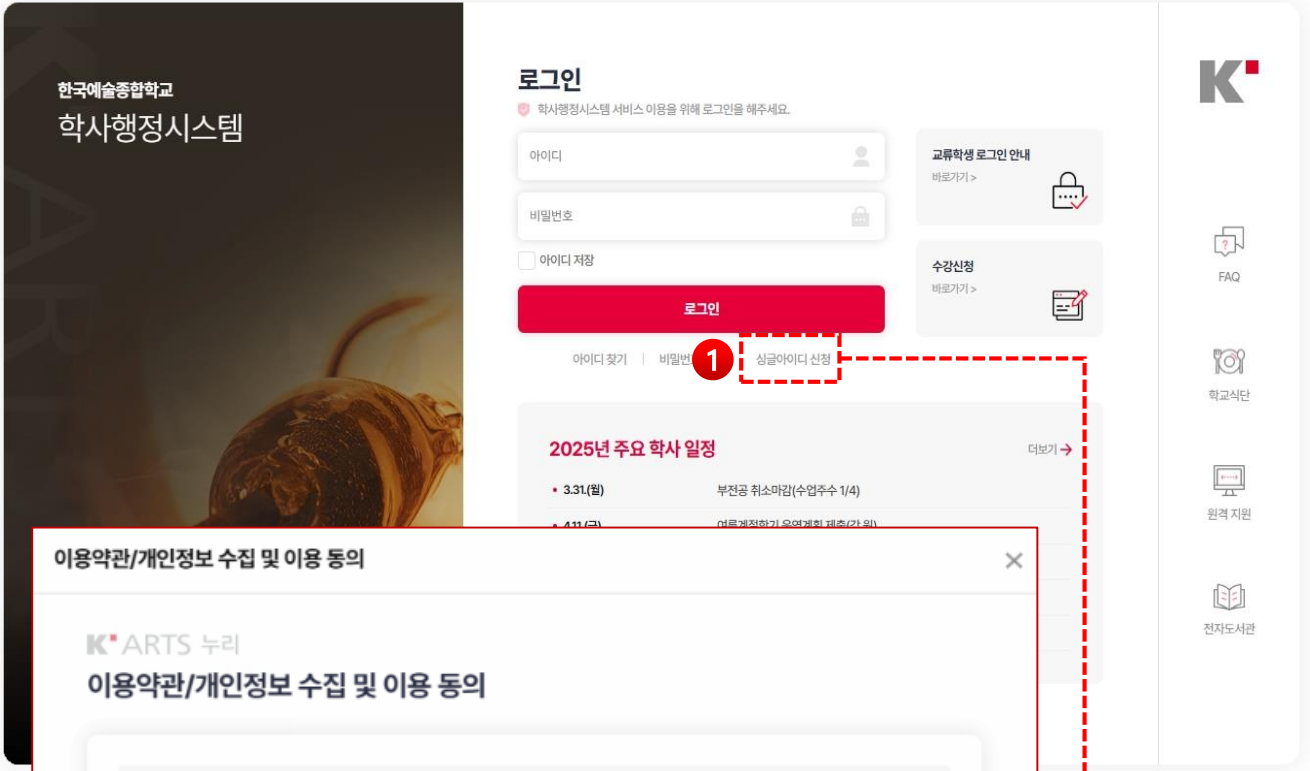 한국예술종합학교
학사행정시스템
K ARTS
로그인
학사행정시스템 서비스 이용을 위해 로그인을 해주세요.
아이디
비밀번호
아이디 저장
로그인
아이디 찾기 | 비밀번
1
싱글아이디 신청
교류학생 로그인 안내
바로가기 >
수강신청
바로가기 >
2025년 주요 학사 일정
더보기 →
• 3.31.(월) 부전공 취소마감(수업주수 1/4)
K
FAQ
학교식단
원격 지원
전자도서관
이용약관/개인정보 수집 및 이용 동의
K ARTS 누리
이용약관/개인정보 수집 및 이용 동의